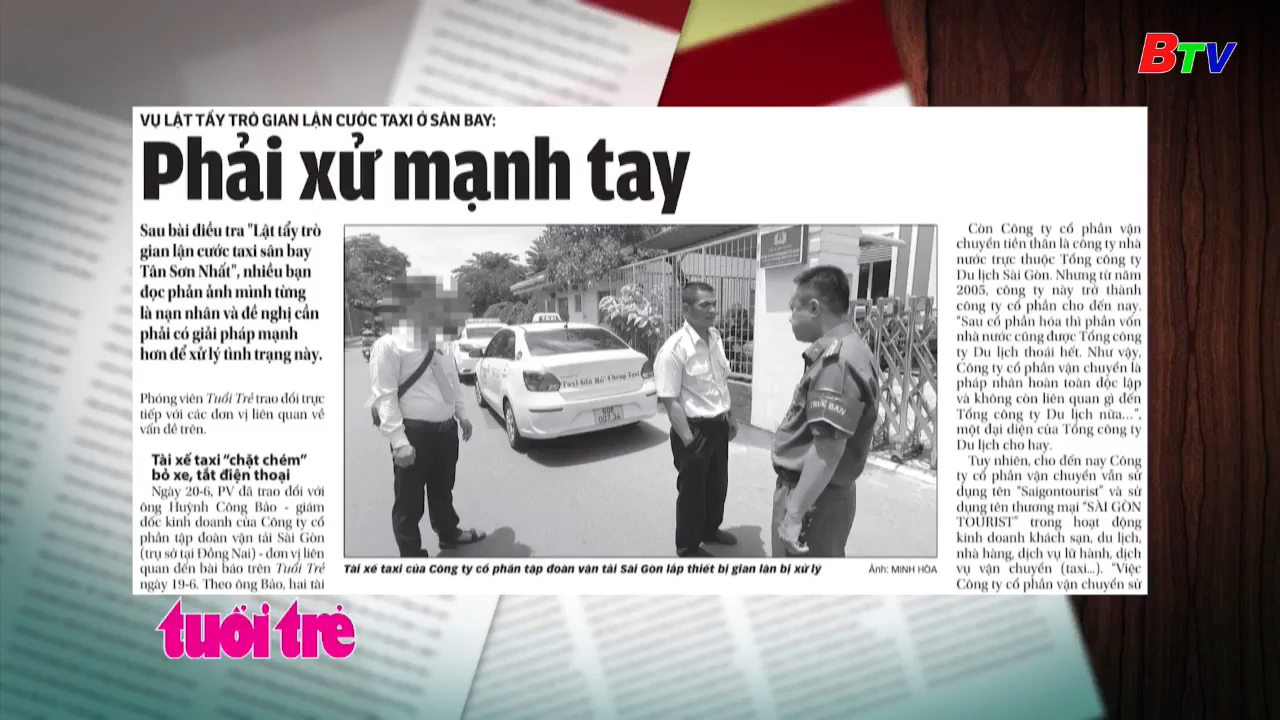 BTV
VỤ LẬT TẨY TRÒ GIAN LẬN CƯỚC TAXI Ở SÂN BAY:
Phải xử mạnh tay
Sau bài điều tra "Lật tẩy trò
gian lận cước taxi sân bay
Tân Sơn Nhất", nhiều bạn
đọc phản ảnh mình từng
là nạn nhân và đề nghị cần
phải có giải pháp mạnh
hơn để xử lý tình trạng này.
Phóng viên Tuổi Trẻ trao đổi trực
tiếp với các đơn vị liên quan về
vấn đề trên.
Tài xế taxi “chặt chém”
bỏ xe, tắt điện thoại
Ngày 20-6, PV đã trao đổi với
ông Huỳnh Công Bảo - giám
đốc kinh doanh của Công ty cổ
phần tập đoàn vận tải Sài Gòn
(trụ sở tại Đồng Nai) - đơn vị liên
quan đến bài báo trên Tuổi Trẻ
ngày 19-6. Theo ông Bảo, hai tài
TAXI
Taxi Giá Rẻ Cheap Taxi
TRỰC BAN
Tài xế taxi của Công ty cổ phần tập đoàn vận tải Sài Gòn lắp thiết bị gian lận bị xử lý
Ảnh: MINH HÒA
Còn Công ty cổ phần vận
chuyển tiền thân là công ty nhà
nước trực thuộc Tổng công ty
Du lịch Sài Gòn. Nhưng từ năm
2005, công ty này trở thành
công ty cổ phần cho đến nay.
“Sau cổ phần hóa thì phần vốn
nhà nước cũng được Tổng công
ty Du lịch thoái hết. Như vậy,
Công ty cổ phần vận chuyển là
pháp nhân hoàn toàn độc lập
và không còn liên quan gì đến
Tổng công ty Du lịch nữa...”,
một đại diện của Tổng công ty
Du lịch cho hay.
Tuy nhiên, cho đến nay Công
ty cổ phần vận chuyển vẫn sử
dụng tên “Saigontourist” và sử
dụng tên thương mại “SÀI GÒN
TOURIST” trong hoạt động
kinh doanh khách sạn, du lịch,
nhà hàng, dịch vụ lữ hành, dịch
vụ vận chuyển (taxi...). “Việc
Công ty cổ phần vận chuyển sử
tuổi trẻ